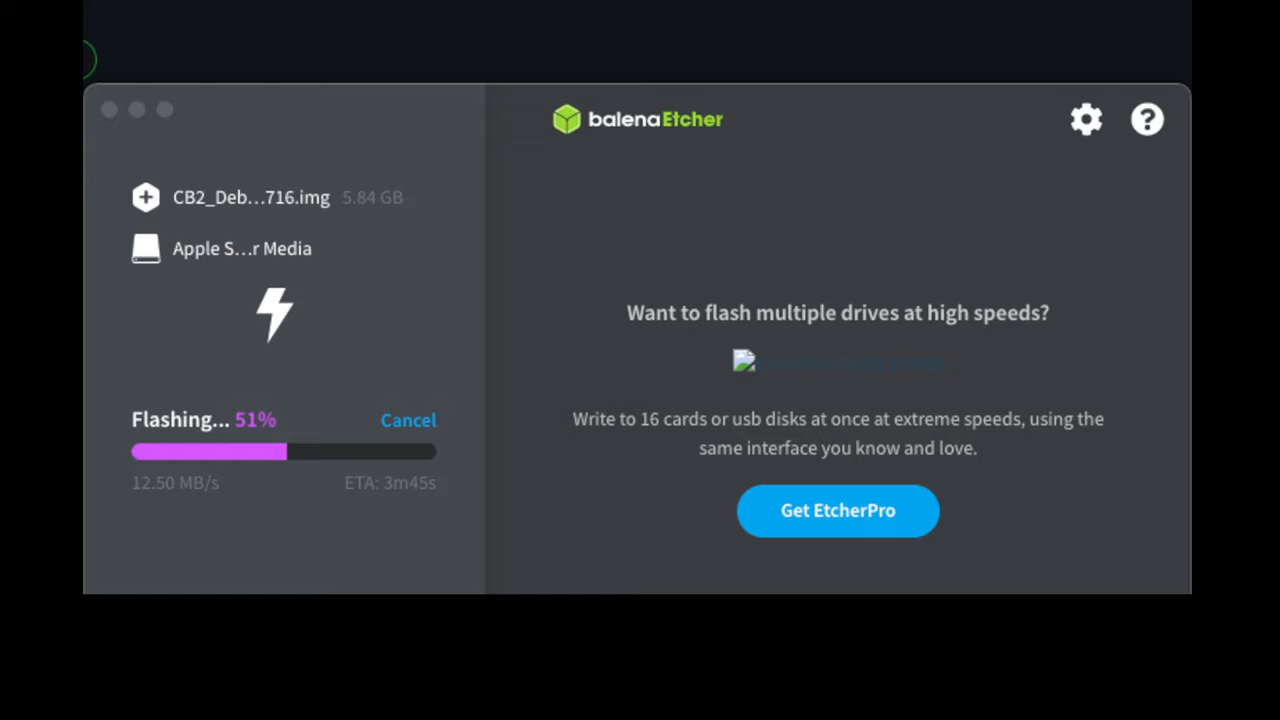 balenaEtcher
CB2_Deb...716.img 5.84 GB
Apple S...r Media
Flashing... 51% Cancel
12.50 MB/s ETA: 3m45s
Want to flash multiple drives at high speeds?
Write to 16 cards or usb disks at once at extreme speeds, using the
same interface you know and love.
Get EtcherPro